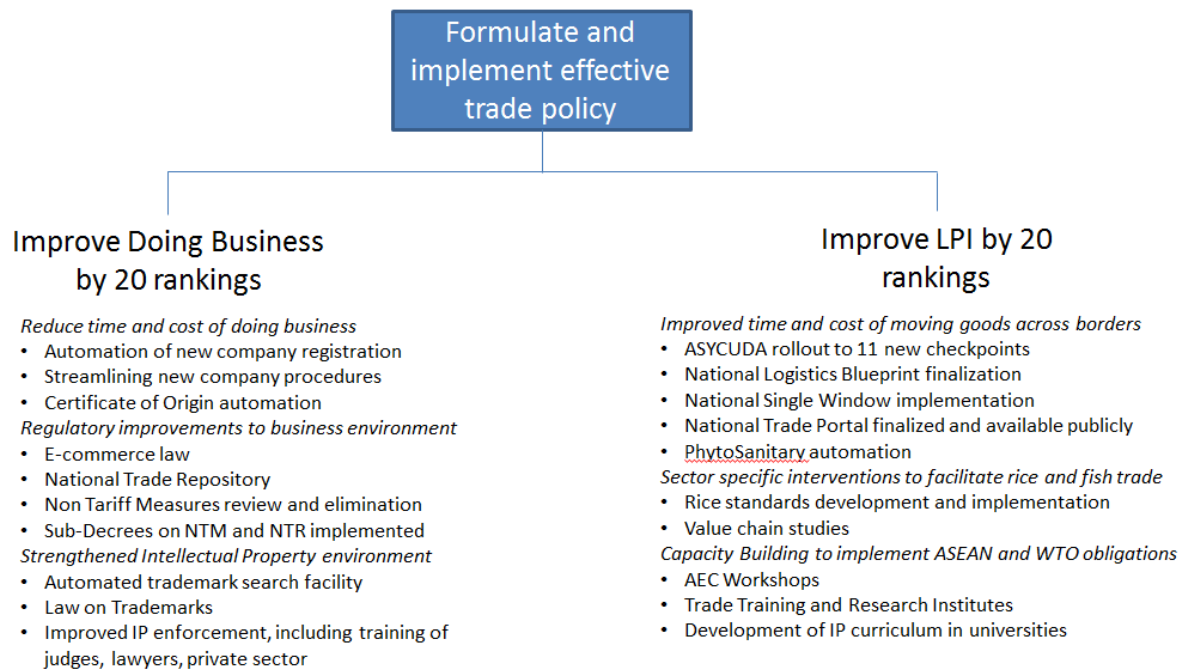 Formulate and
implement effective
trade policy
Improve Doing Business
by 20 rankings
Reduce time and cost of doing business
• Automation of new company registration
• Streamlining new company procedures
• Certificate of Origin automation
Regulatory improvements to business environment
• E-commerce law
• National Trade Repository
• Non Tariff Measures review and elimination
• Sub-Decrees on NTM and NTR implemented
Strengthened Intellectual Property environment
• Automated trademark search facility
• Law on Trademarks
• Improved IP enforcement, including training of
judges, lawyers, private sector
Improve LPI by 20
rankings
Improved time and cost of moving goods across borders
• ASYCUDA rollout to 11 new checkpoints
• National Logistics Blueprint finalization
• National Single Window implementation
• National Trade Portal finalized and available publicly
• PhytoSanitary automation
Sector specific interventions to facilitate rice and fish trade
• Rice standards development and implementation
• Value chain studies
Capacity Building to implement ASEAN and WTO obligations
• AEC Workshops
• Trade Training and Research Institutes
• Development of IP curriculum in universities